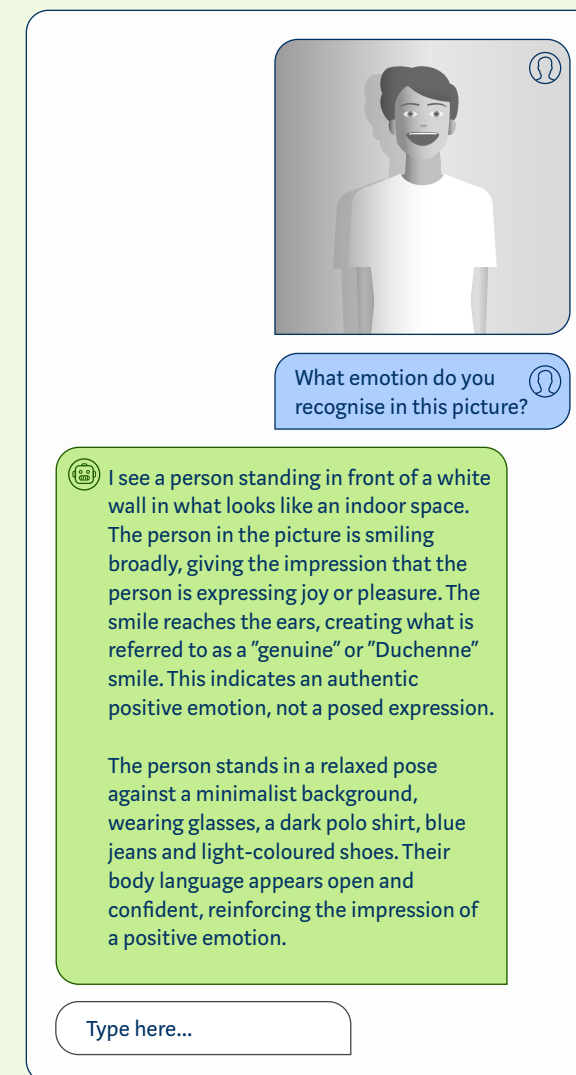 What emotion do you
recognise in this picture?
I see a person standing in front of a white
wall in what looks like an indoor space.
The person in the picture is smiling
broadly, giving the impression that the
person is expressing joy or pleasure. The
smile reaches the ears, creating what is
referred to as a ”genuine” or ”Duchenne”
smile. This indicates an authentic
positive emotion, not a posed expression.
The person stands in a relaxed pose
against a minimalist background,
wearing glasses, a dark polo shirt, blue
jeans and light-coloured shoes. Their
body language appears open and
confident, reinforcing the impression of
a positive emotion.
Type here...